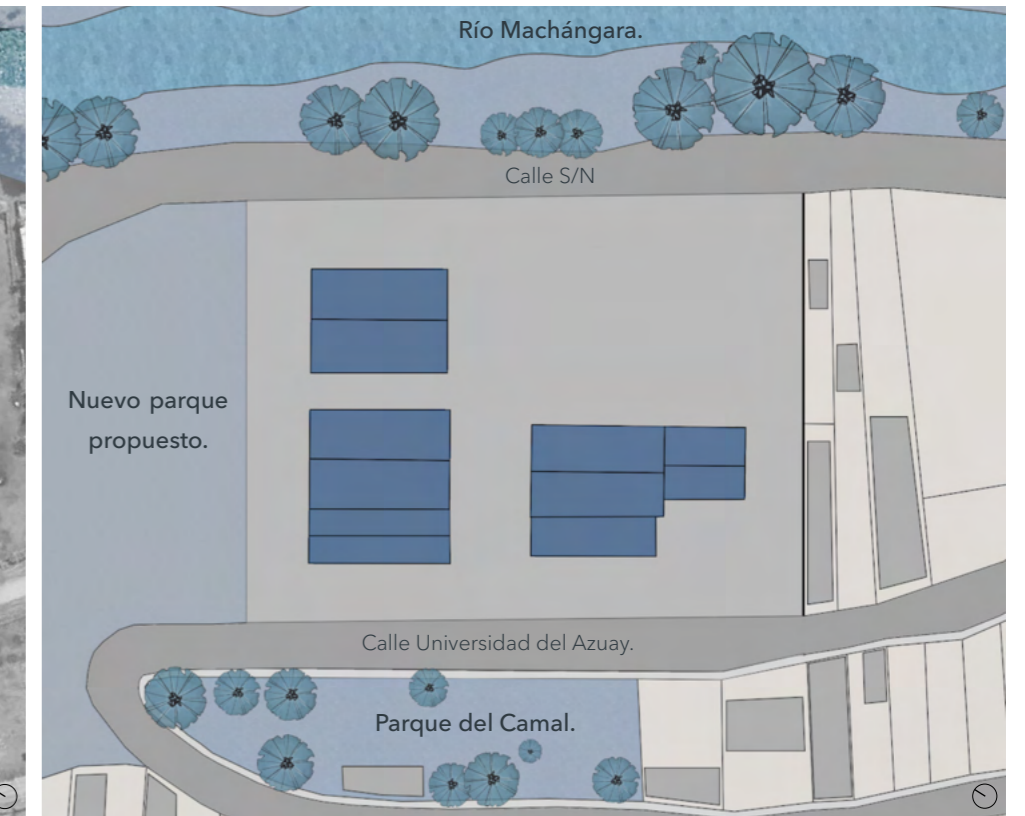 Río Machángara.
Calle S/N
Nuevo parque
propuesto.
Calle Universidad del Azuay.
Parque del Camal.